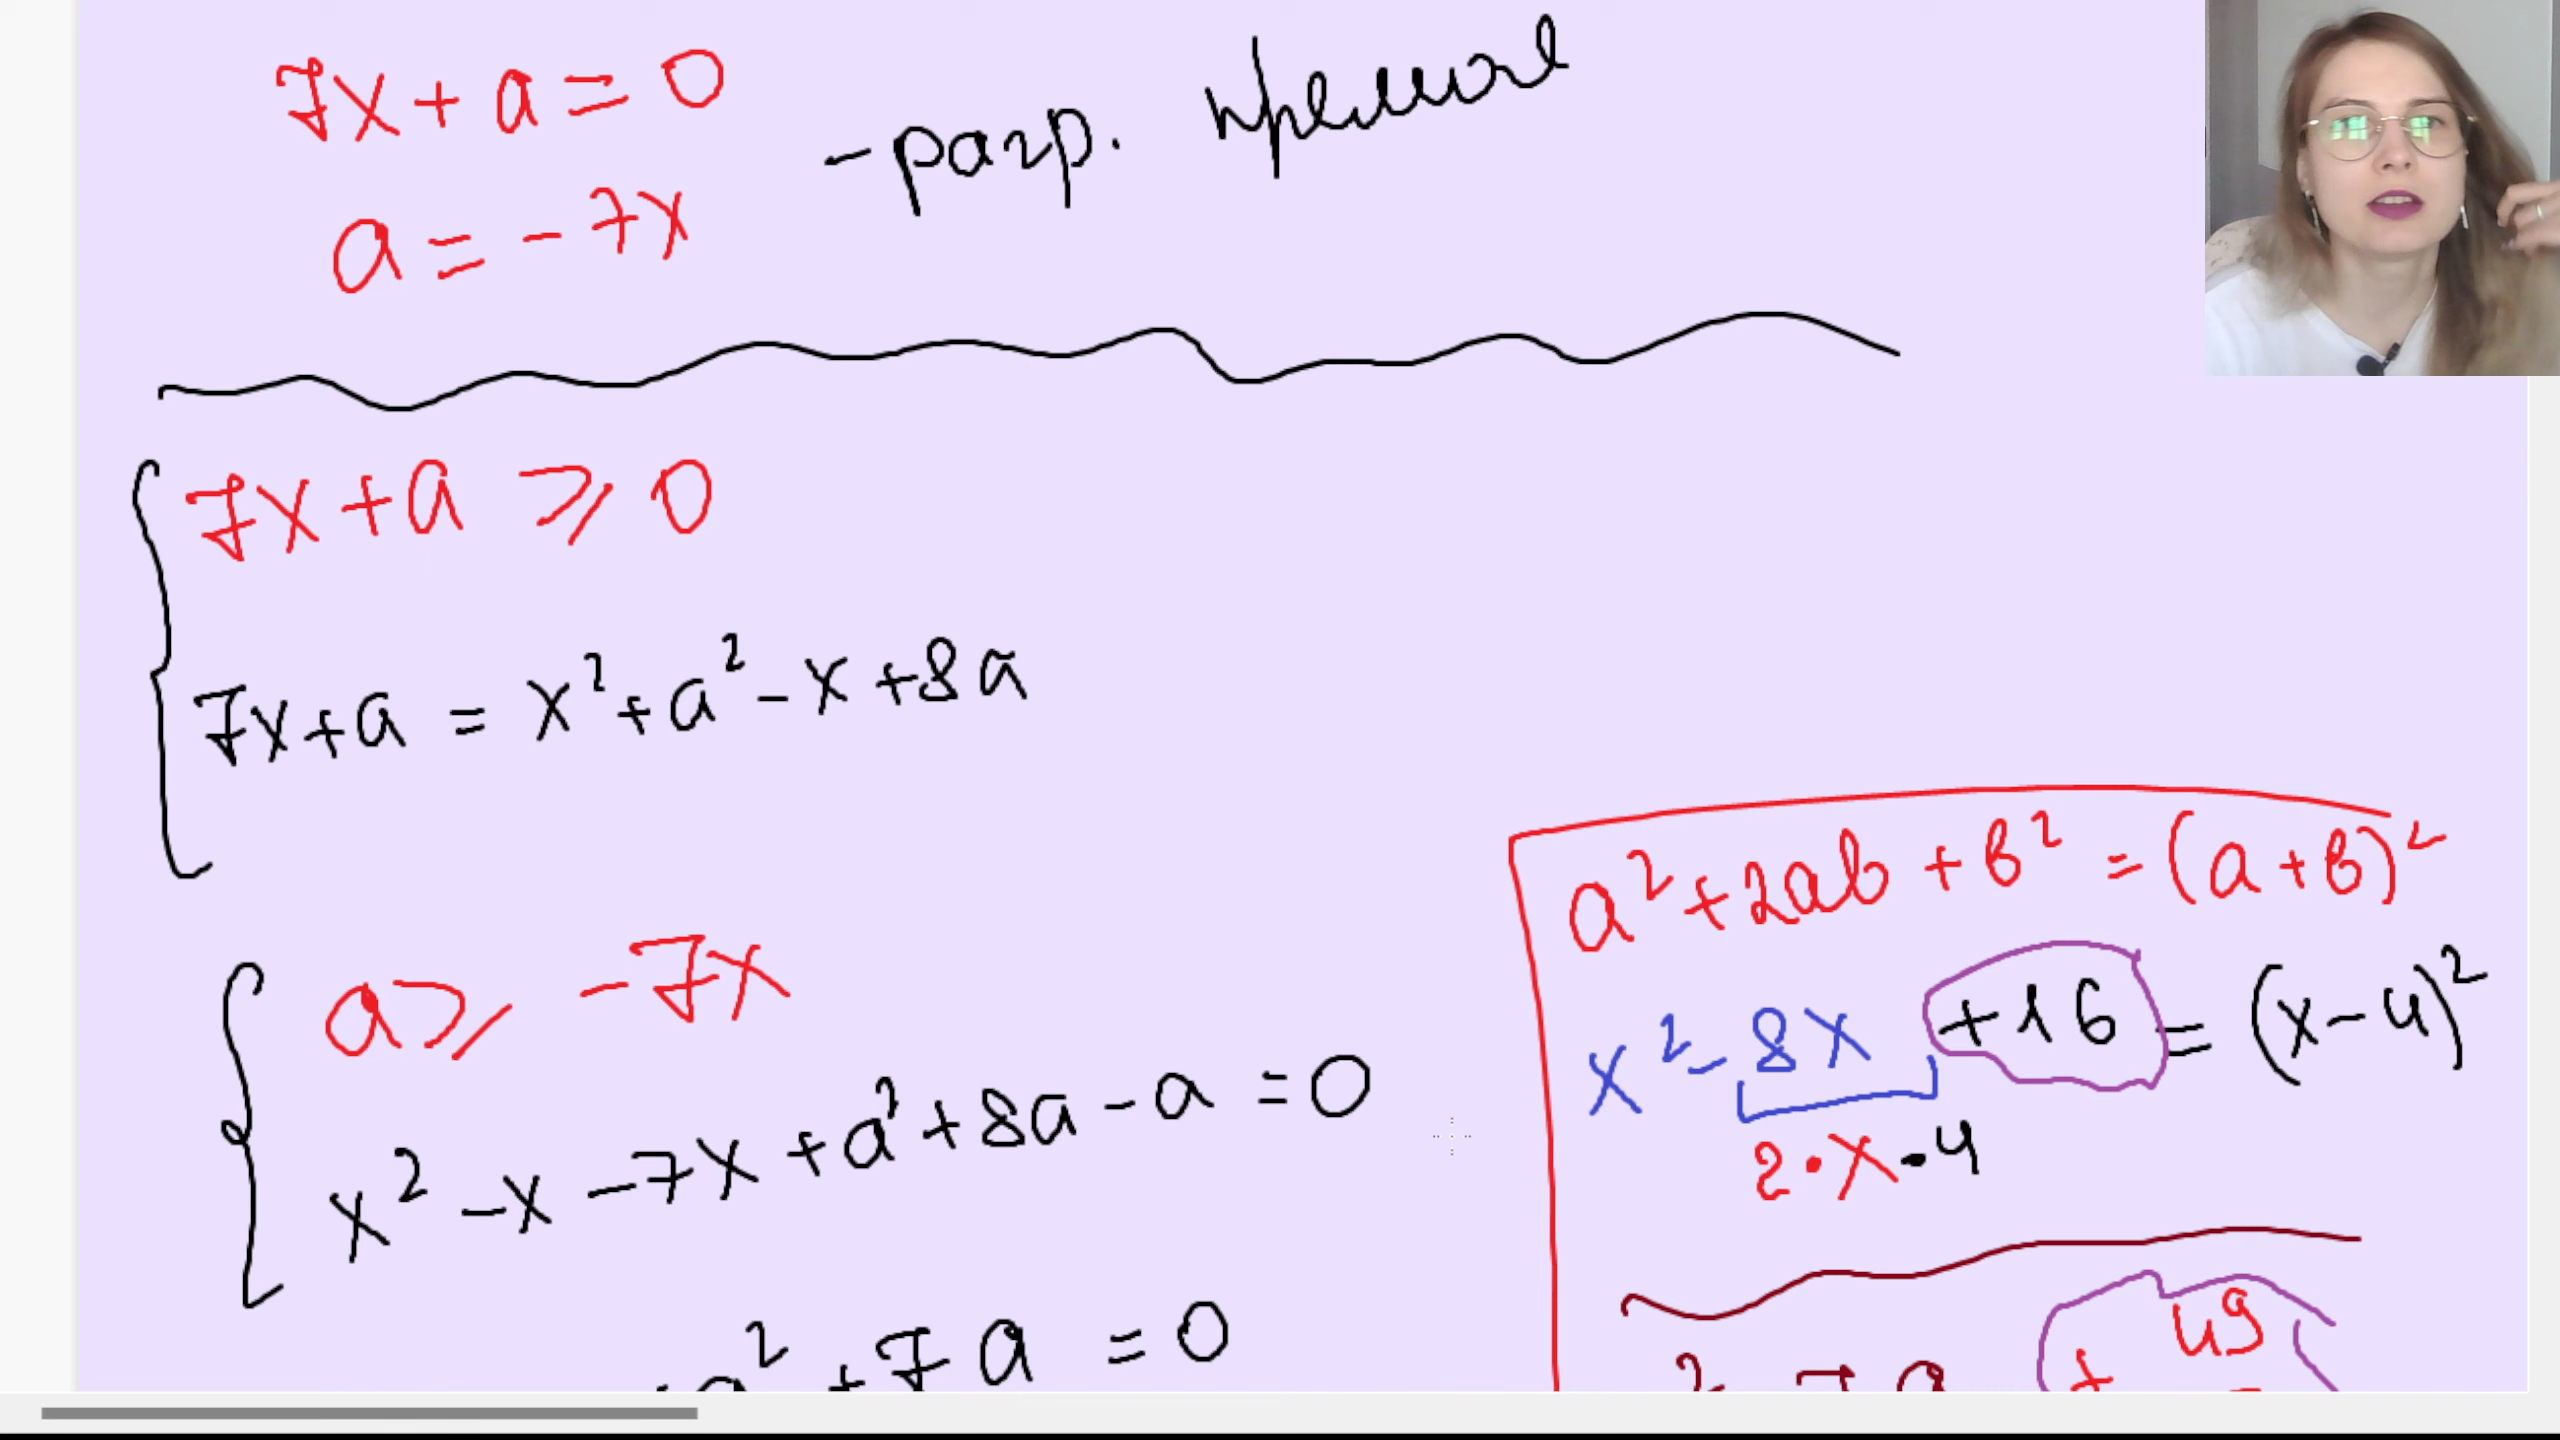 7x + a = 0
- разгр. прямая
a = - 7x
7x + a ⩾ 0
7x + a = x² + a² - x + 8a
a ⩾ - 7x
x² - x - 7x + a² + 8a - a = 0
a² + 7a = 0
a² + 2ab + b² = (a + b)²
x² - 8x + 16 = (x - 4)²
2 · x · 4
+ 49